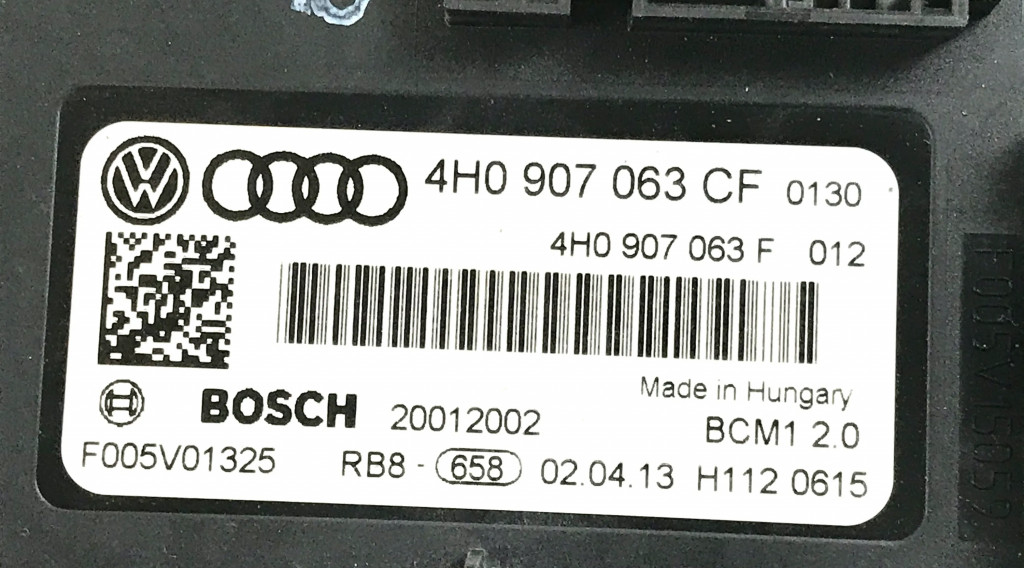 4H0 907 063 CF 0130
4H0 907 063 F 012
Made in Hungary
BOSCH 20012002 BCM1 2.0
F005V01325 RB8 - 658 02.04.13 H112 0615
F005V15052